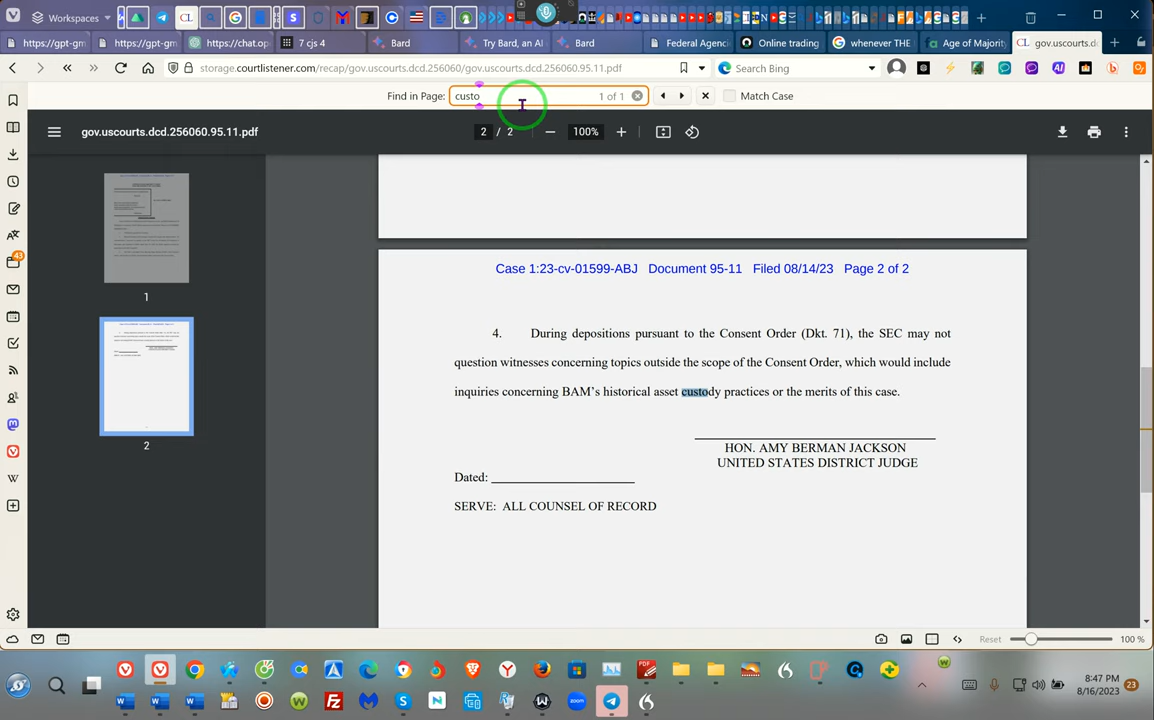 Workspaces
https://gpt-gm
https://gpt-gm
https://chat.op
7 cjs 4
Bard
Try Bard, an AI
Bard
Federal Agenc
Online trading
whenever THE
Age of Majority
gov.uscourts.dc
storage.courtlistener.com/recap/gov.uscourts.dcd.256060/gov.uscourts.dcd.256060.95.11.pdf
Search Bing
Find in Page:
custo
1 of 1
Match Case
gov.uscourts.dcd.256060.95.11.pdf
2 / 2
100%
1
2
43
Case 1:23-cv-01599-ABJ Document 95-11 Filed 08/14/23 Page 2 of 2
4. During depositions pursuant to the Consent Order (Dkt. 71), the SEC may not
question witnesses concerning topics outside the scope of the Consent Order, which would include
inquiries concerning BAM’s historical asset custody practices or the merits of this case.
HON. AMY BERMAN JACKSON
UNITED STATES DISTRICT JUDGE
Dated:
SERVE: ALL COUNSEL OF RECORD
Reset
100 %
8:47 PM
8/16/2023
23